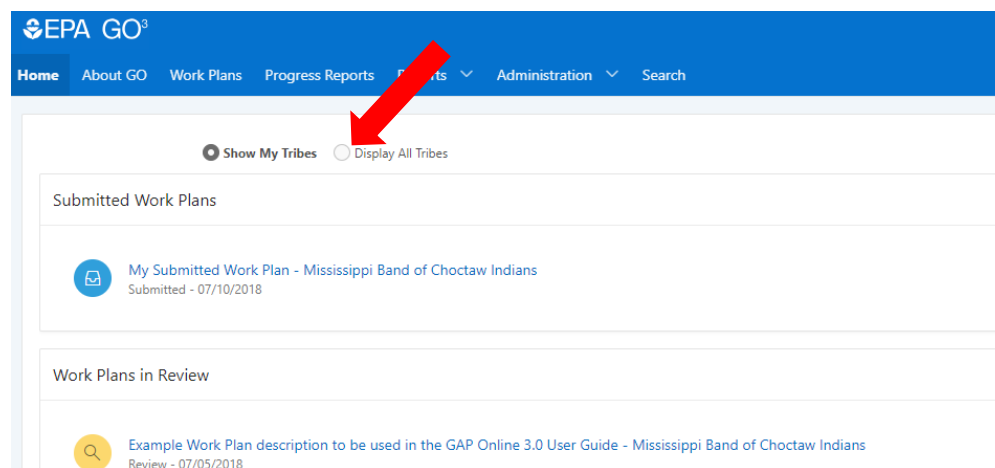 EPA GO³
Home About GO Work Plans Progress Reports Administration Search
Show My Tribes Display All Tribes
Submitted Work Plans
My Submitted Work Plan - Mississippi Band of Choctaw Indians
Submitted - 07/10/2018
Work Plans in Review
Example Work Plan description to be used in the GAP Online 3.0 User Guide - Mississippi Band of Choctaw Indians
Review - 07/05/2018